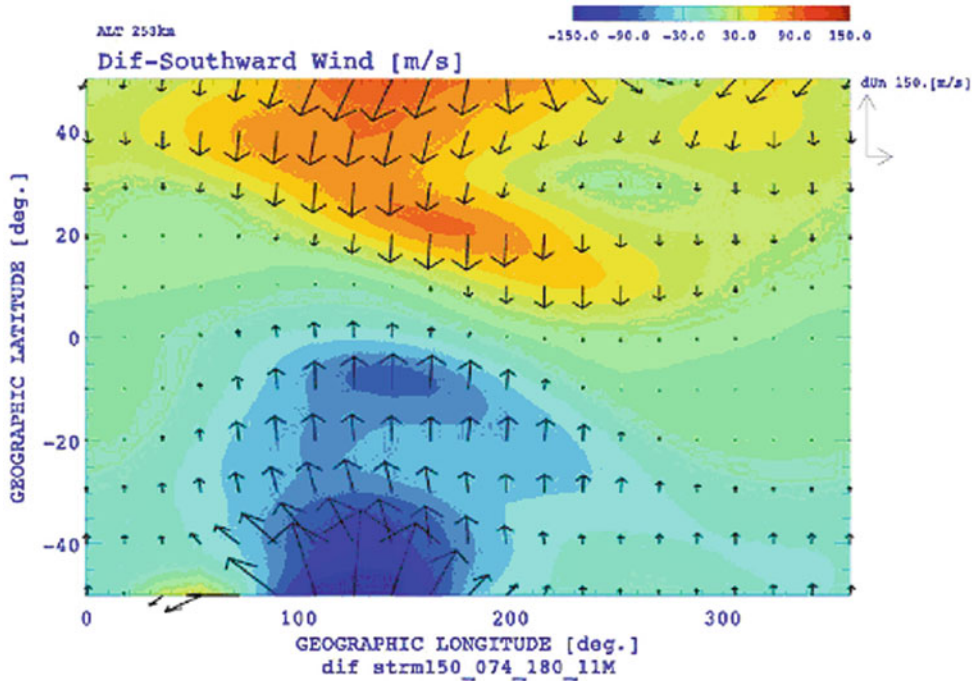 ALT 253km
Dif-Southward Wind [m/s]
-150.0 -90.0 -30.0 30.0 90.0 150.0
dUn 150.[m/s]
GEOGRAPHIC LATITUDE [deg.]
40
20
0
-20
-40
0 100 200 300
GEOGRAPHIC LONGITUDE [deg.]
dif strm150_074_180_11M